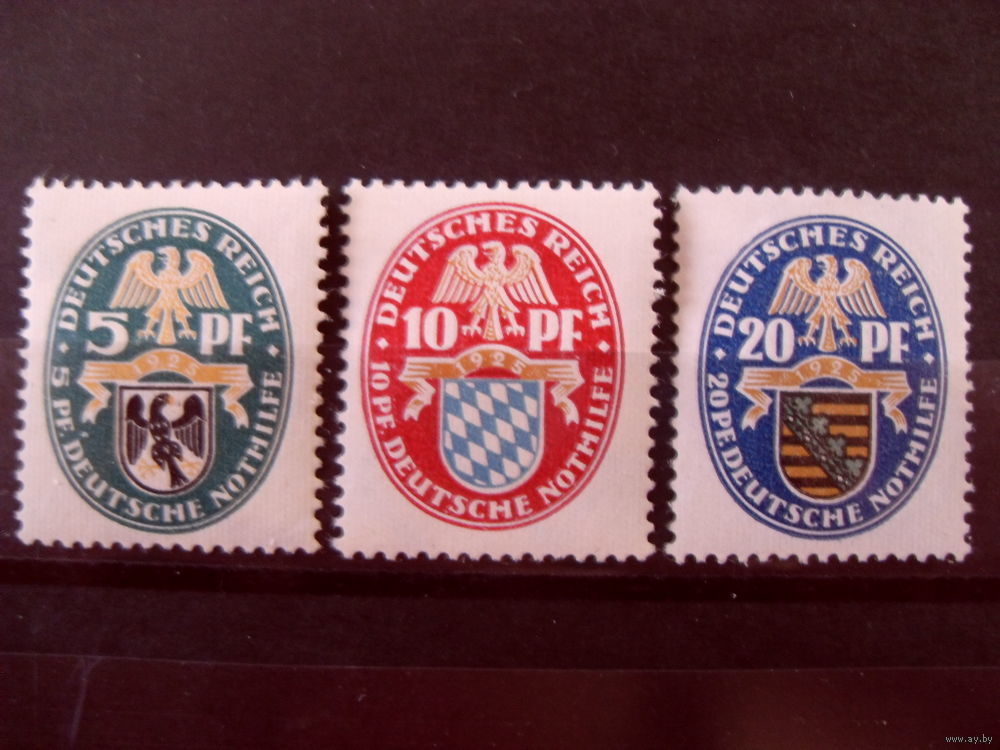 DEUTSCHES REICH
5 PF
1925
5 PF. DEUTSCHE NOTHILFE
DEUTSCHES REICH
10 PF
1925
10 PF. DEUTSCHE NOTHILFE
DEUTSCHES REICH
20 PF
1925
20 PF. DEUTSCHE NOTHILFE
www.ay.by